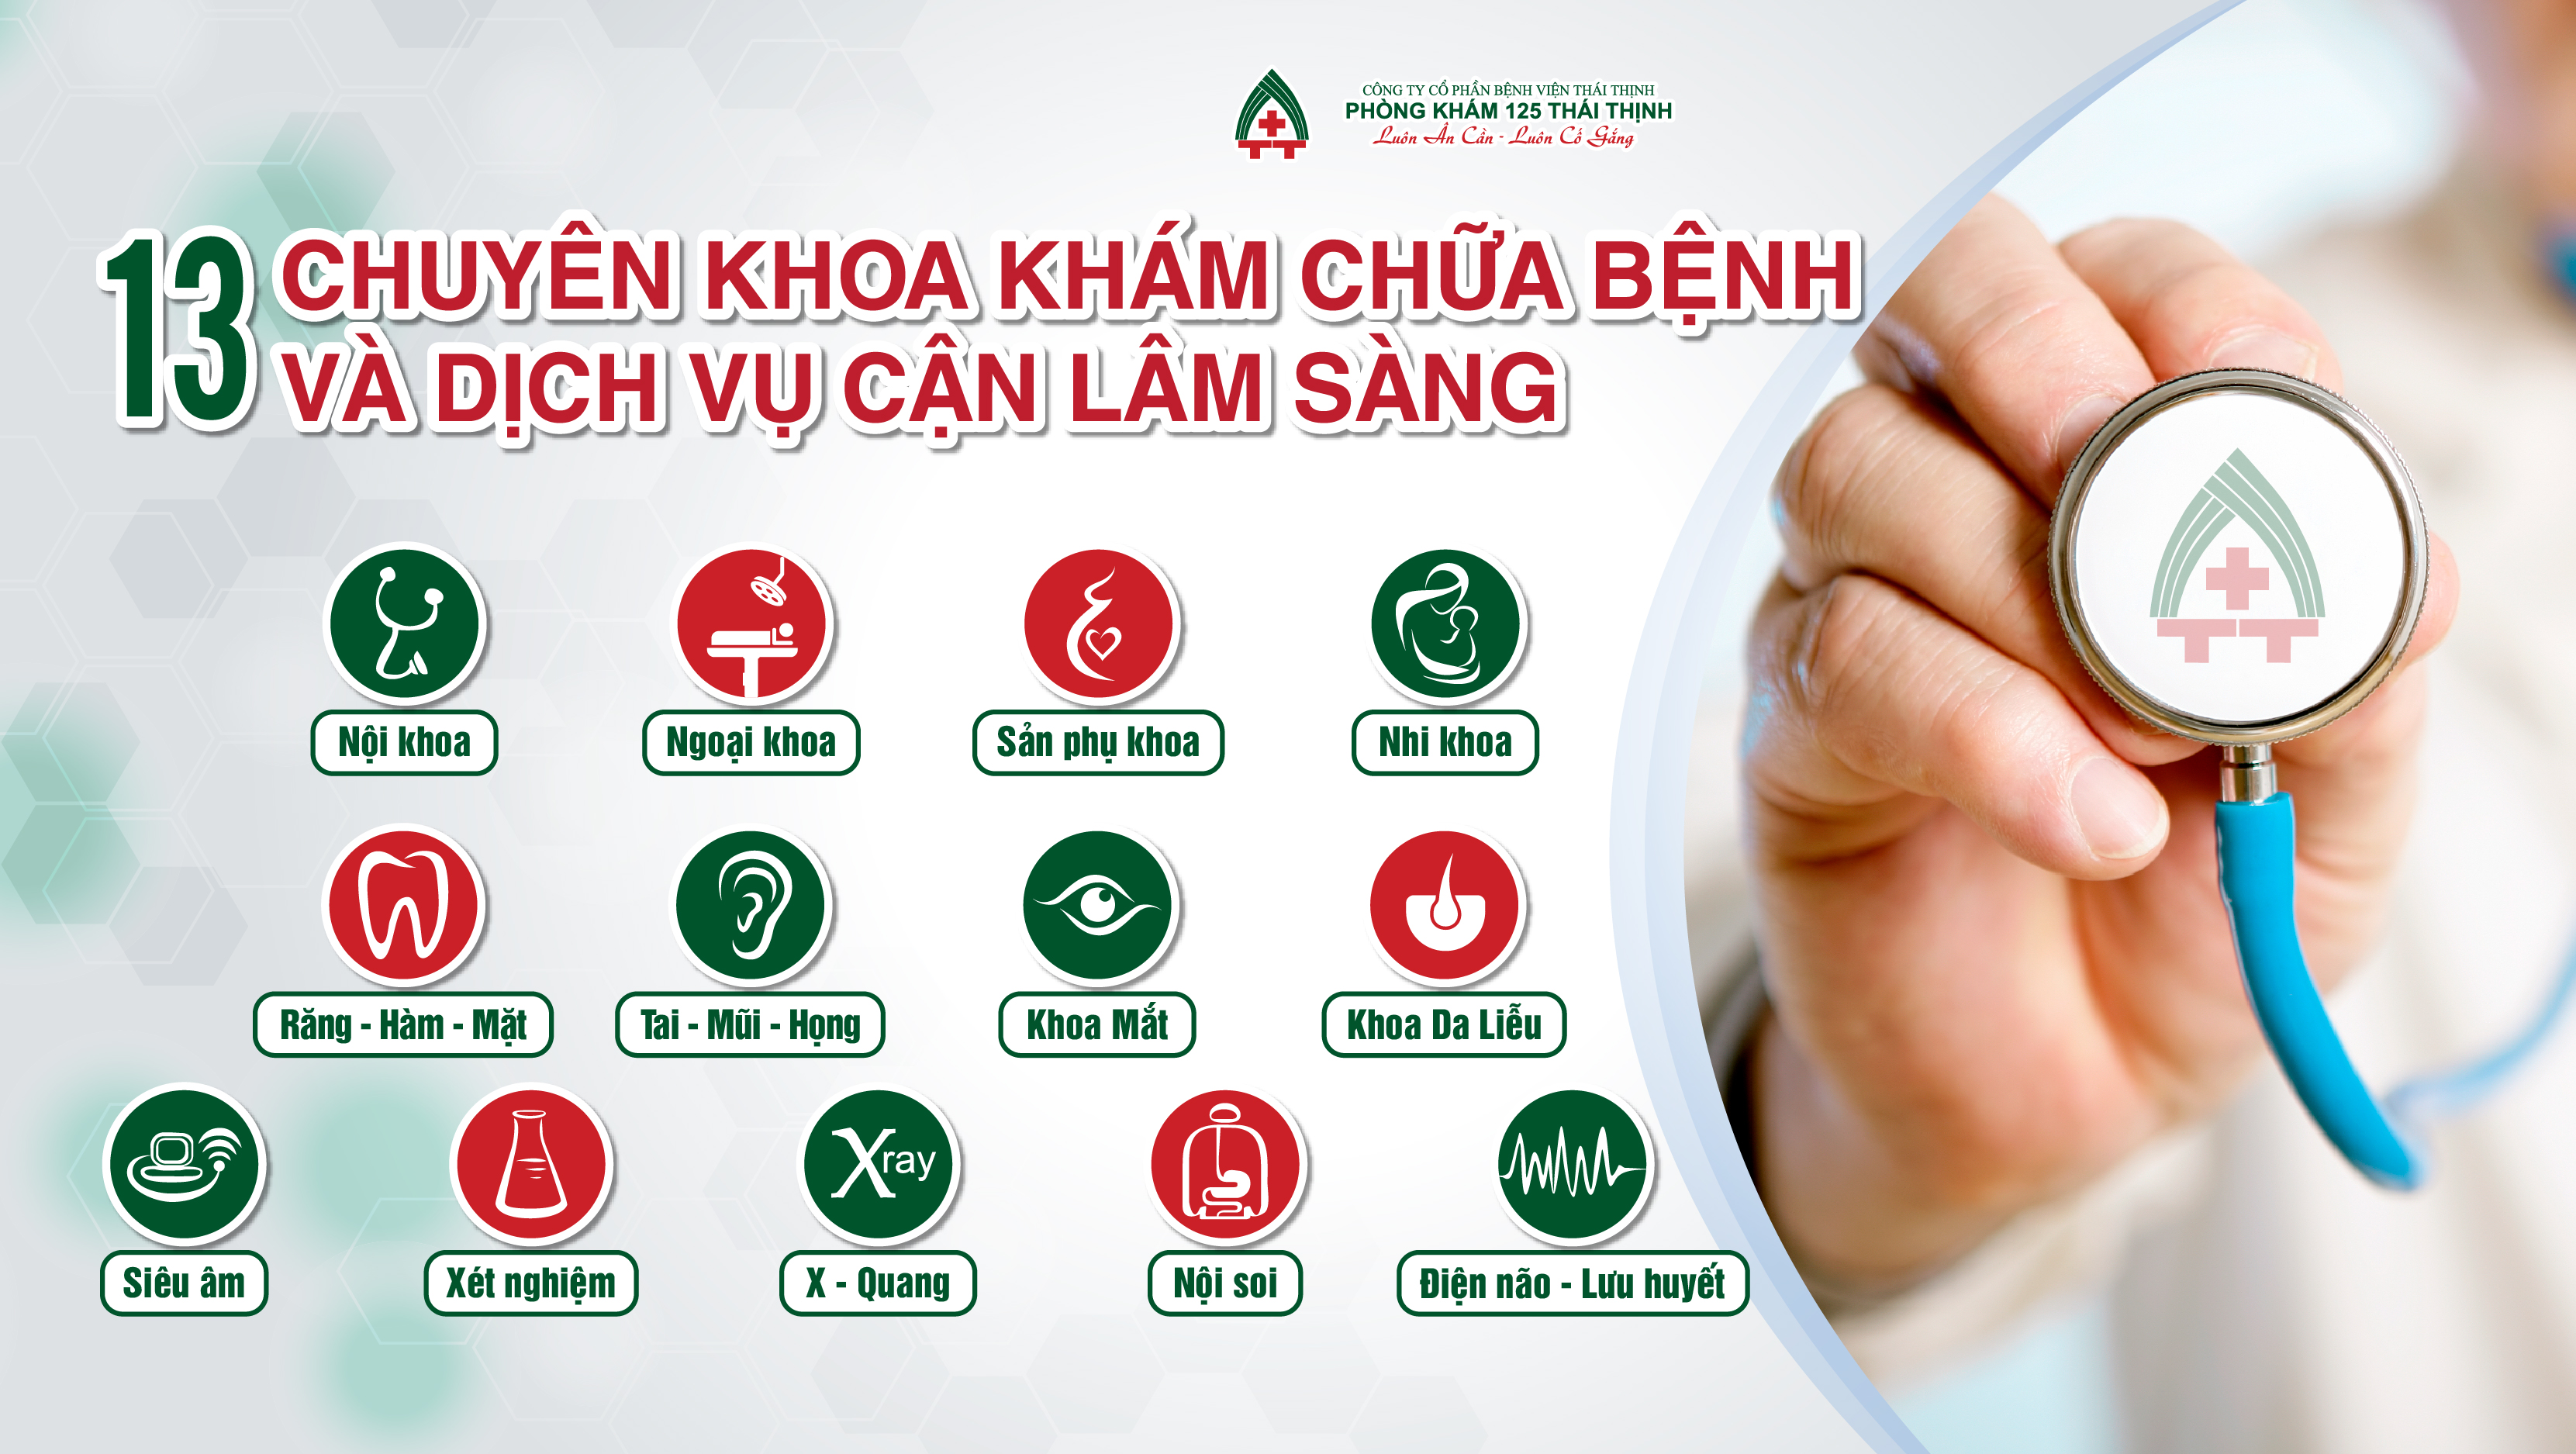 CÔNG TY CỔ PHẦN BỆNH VIỆN THÁI THỊNH
PHÒNG KHÁM 125 THÁI THỊNH
Luôn Ân Cần - Luôn Cố Gắng
13 CHUYÊN KHOA KHÁM CHỮA BỆNH
VÀ DỊCH VỤ CẬN LÂM SÀNG
Nội khoa
Ngoại khoa
Sản phụ khoa
Nhi khoa
Răng - Hàm - Mặt
Tai - Mũi - Họng
Khoa Mắt
Khoa Da Liễu
Xray
Siêu âm
Xét nghiệm
X - Quang
Nội soi
Điện não - Lưu huyết